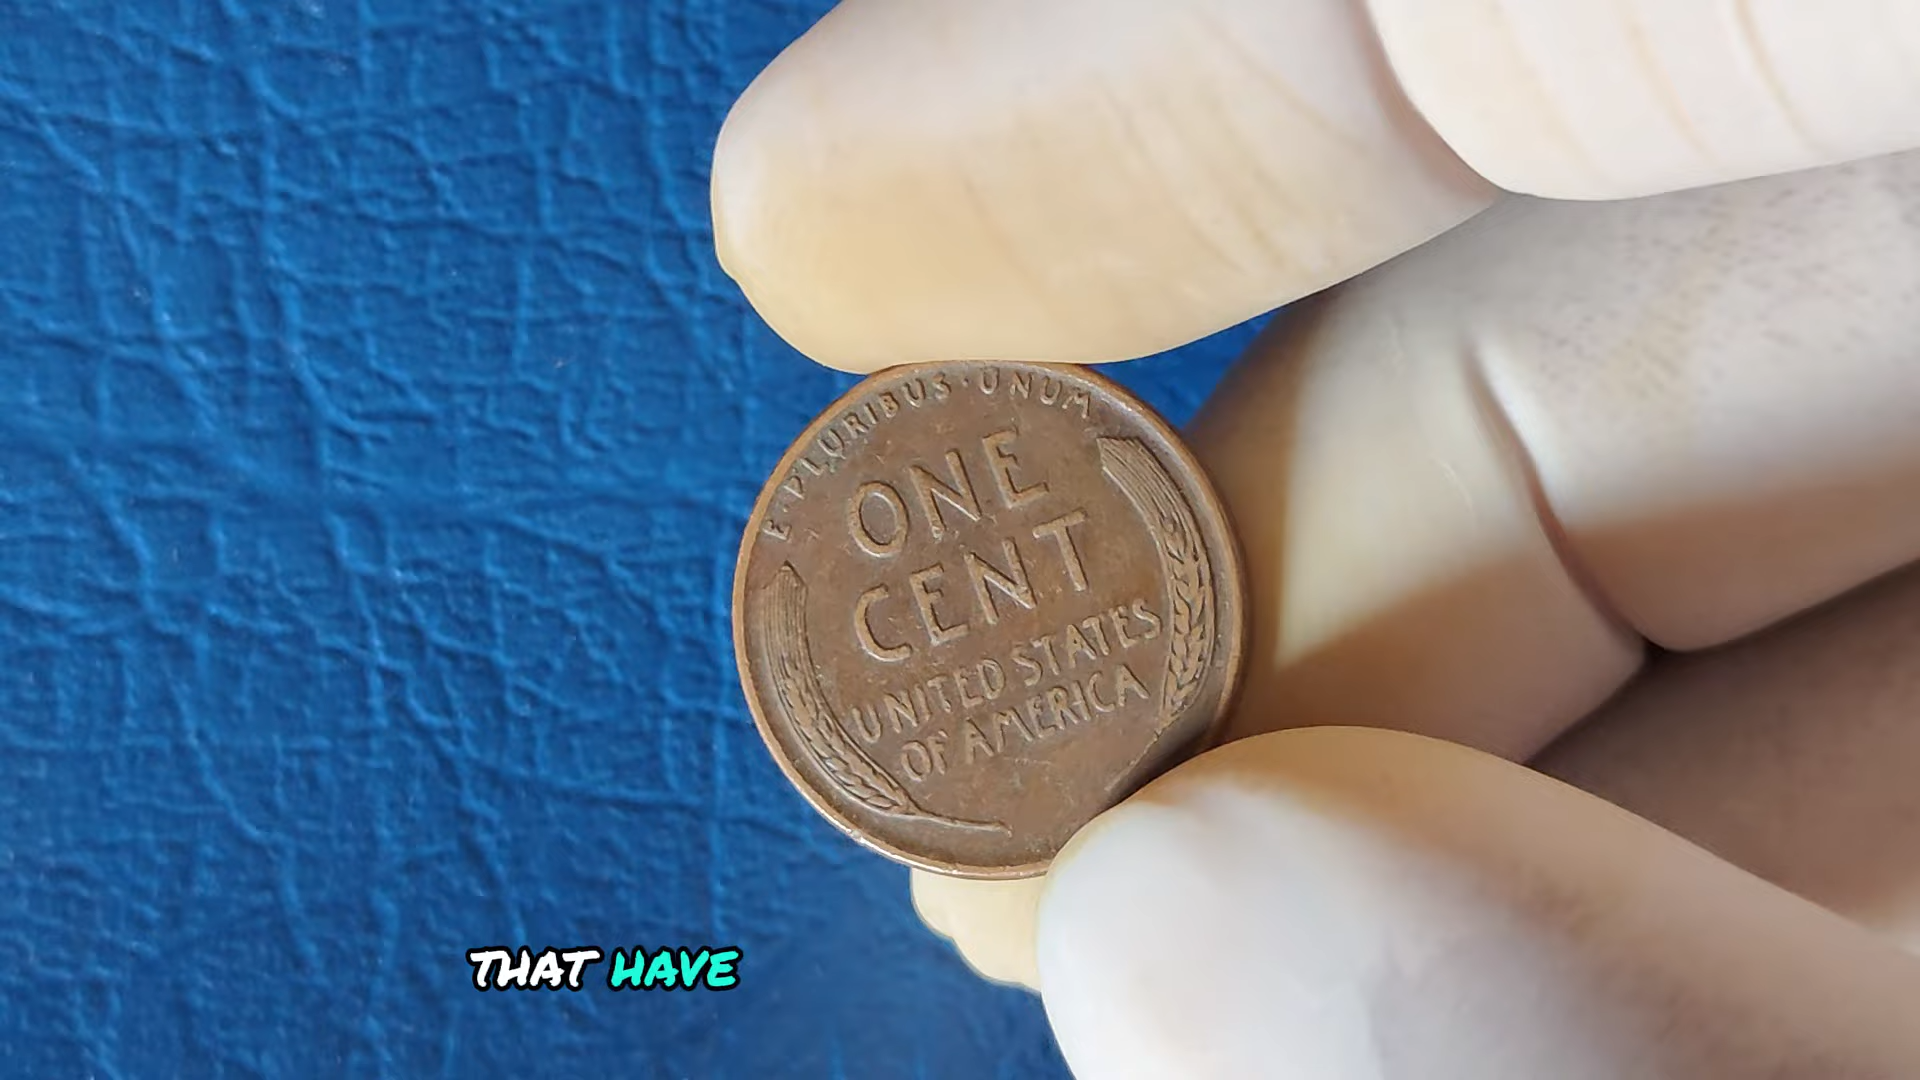 E·PLURIBUS·UNUM
ONE
CENT
UNITED STATES
OF AMERICA
THAT HAVE